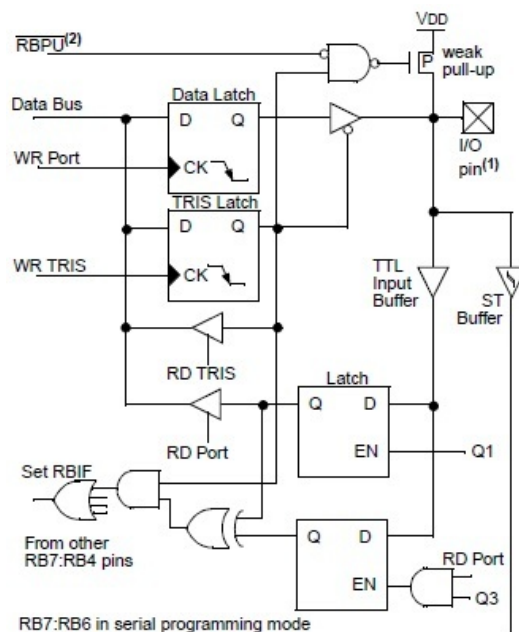 VDD
RBPU(2)
P
weak
pull-up
Data Latch
Data Bus
D Q
WR Port
CK
I/O
pin(1)
TRIS Latch
D Q
WR TRIS
CK
TTL
Input
Buffer
ST
Buffer
RD TRIS
Latch
Q D
RD Port
EN
Q1
Set RBIF
From other
RB7:RB4 pins
Q D
RD Port
EN
Q3
RB7:RB6 in serial programming mode